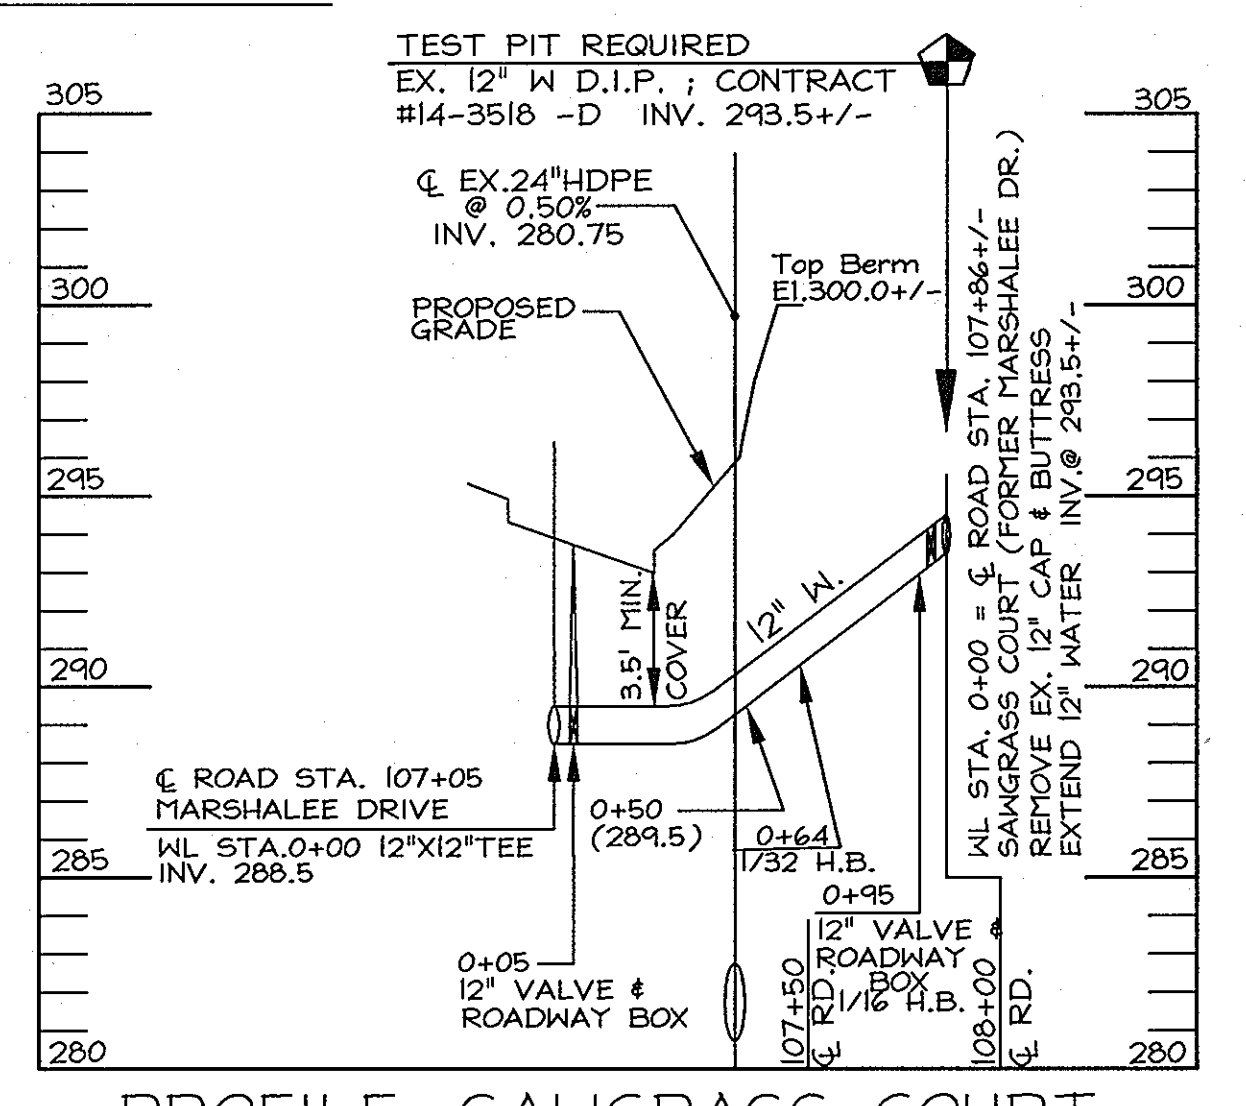 TEST PIT REQUIRED
EX. 12" W D.I.P. ; CONTRACT
#14-3518 -D INV. 293.5+/-
305
305
℄ EX.24"HDPE
@ 0.50%
INV. 280.75
Top Berm
El.300.0+/-
300
300
PROPOSED
GRADE
295
295
290
290
3.5' MIN.
COVER
12" W.
WL STA. 0+00 = ℄ ROAD STA. 107+86+/-
SAWGRASS COURT (FORMER MARSHALEE DR.)
REMOVE EX. 12" CAP & BUTTRESS
EXTEND 12" WATER INV.@ 293.5+/-
℄ ROAD STA. 107+05
MARSHALEE DRIVE
WL STA.0+00 12"X12"TEE
INV. 288.5
0+50
(289.5)
0+64
1/32 H.B.
285
285
0+95
12" VALVE &
ROADWAY
BOX
1/16 H.B.
0+05
12" VALVE &
ROADWAY BOX
107+50
℄ RD.
108+00
℄ RD.
280
280